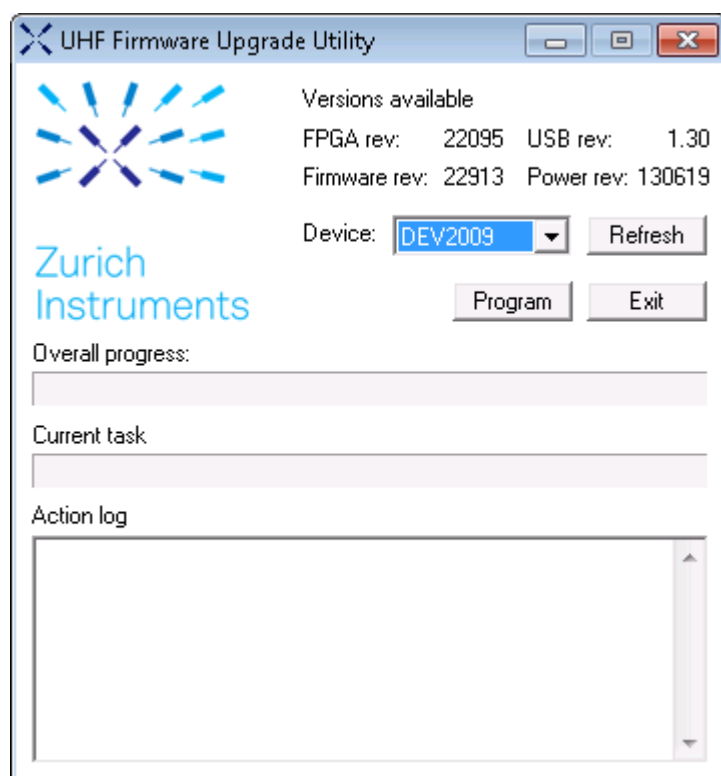 UHF Firmware Upgrade Utility
Versions available
FPGA rev: 22095 USB rev: 1.30
Firmware rev: 22913 Power rev: 130619
Device: DEV2009 Refresh
Zurich
Instruments
Program Exit
Overall progress:
Current task
Action log